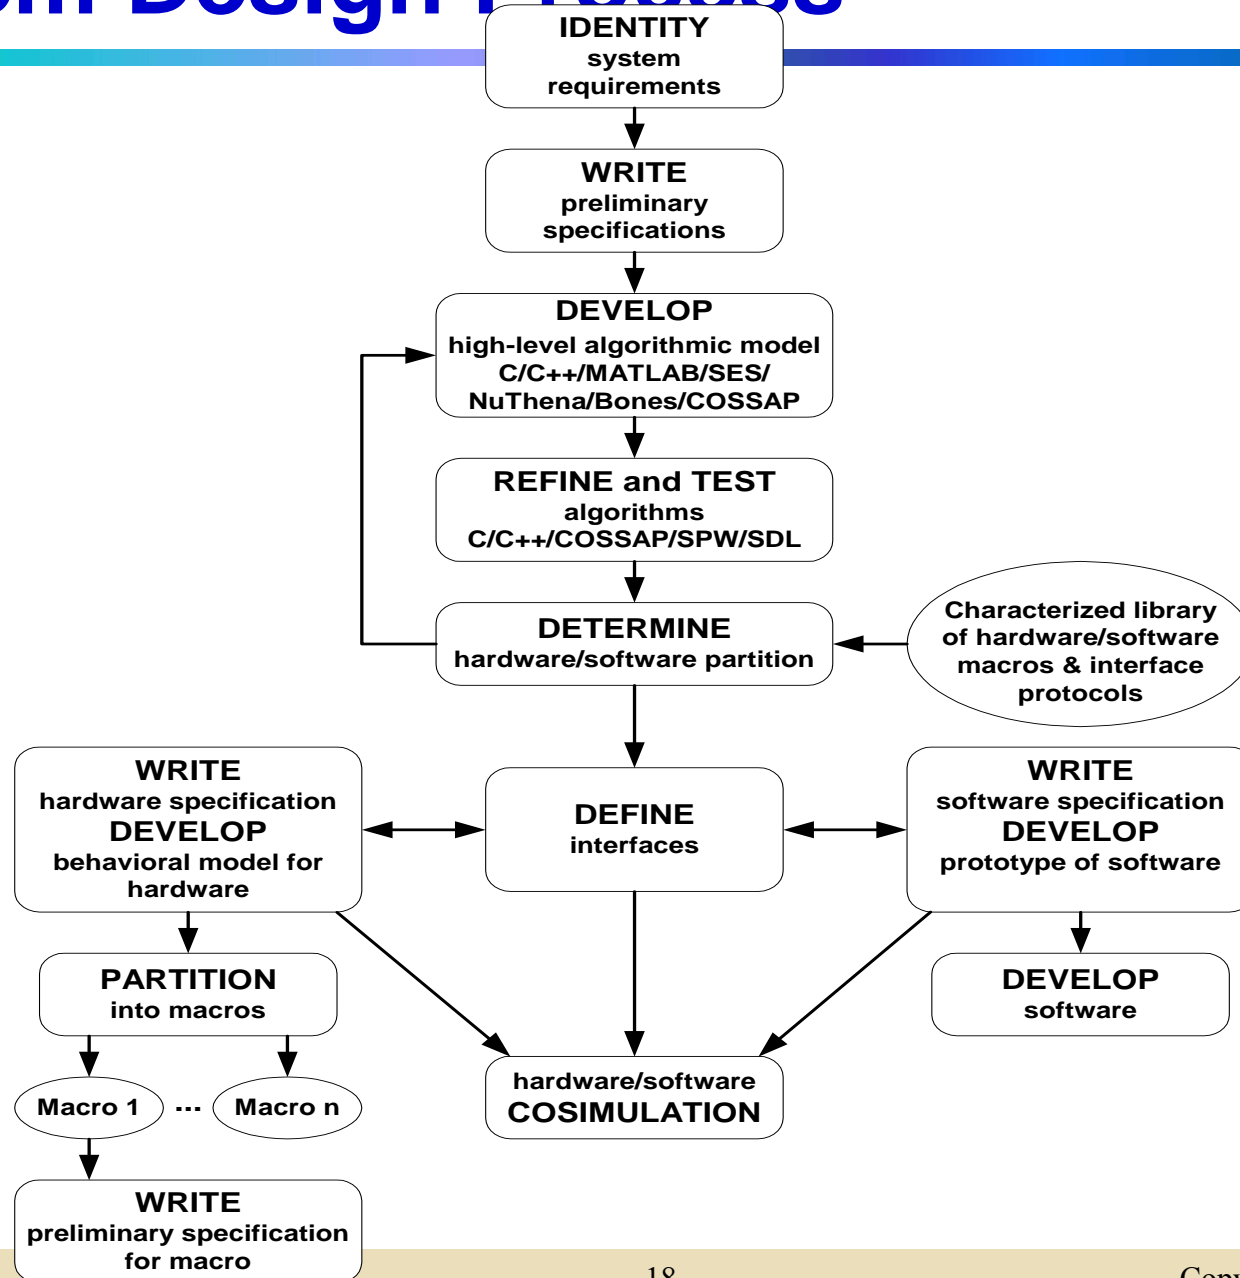 Design Process
IDENTITY
system
requirements
WRITE
preliminary
specifications
DEVELOP
high-level algorithmic model
C/C++/MATLAB/SES/
NuThena/Bones/COSSAP
REFINE and TEST
algorithms
C/C++/COSSAP/SPW/SDL
DETERMINE
hardware/software partition
Characterized library
of hardware/software
macros & interface
protocols
WRITE
hardware specification
DEVELOP
behavioral model for
hardware
DEFINE
interfaces
WRITE
software specification
DEVELOP
prototype of software
PARTITION
into macros
DEVELOP
software
Macro 1 ... Macro n
hardware/software
COSIMULATION
WRITE
preliminary specification
for macro
18